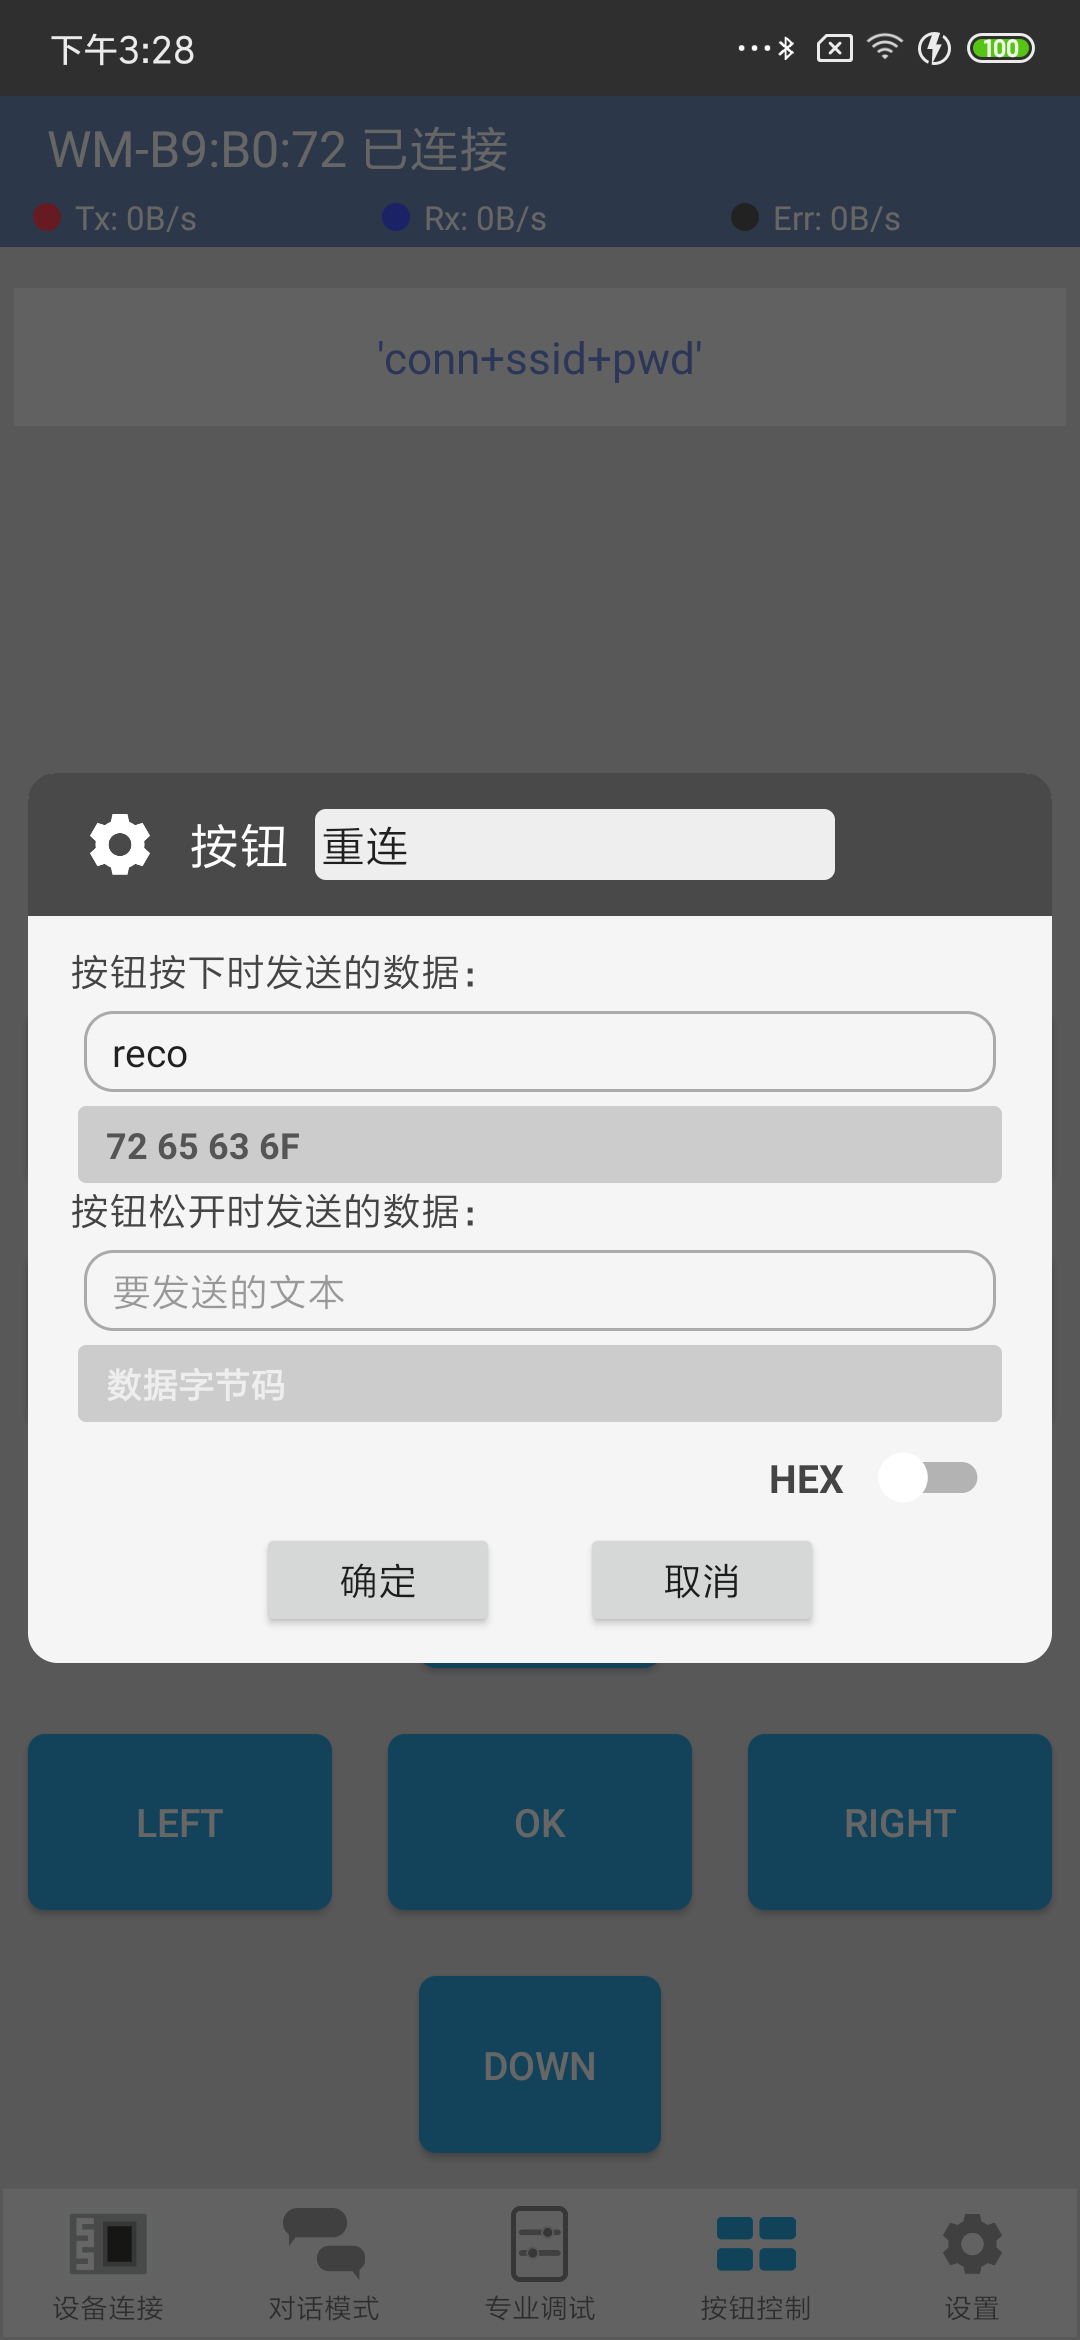 下午3:28
100
WM-B9:B0:72 已连接
Tx: 0B/s Rx: 0B/s Err: 0B/s
'conn+ssid+pwd'
按钮 重连
按钮按下时发送的数据：
reco
72 65 63 6F
按钮松开时发送的数据：
要发送的文本
数据字节码
HEX
确定 取消
LEFT OK RIGHT
DOWN
设备连接 对话模式 专业调试 按钮控制 设置